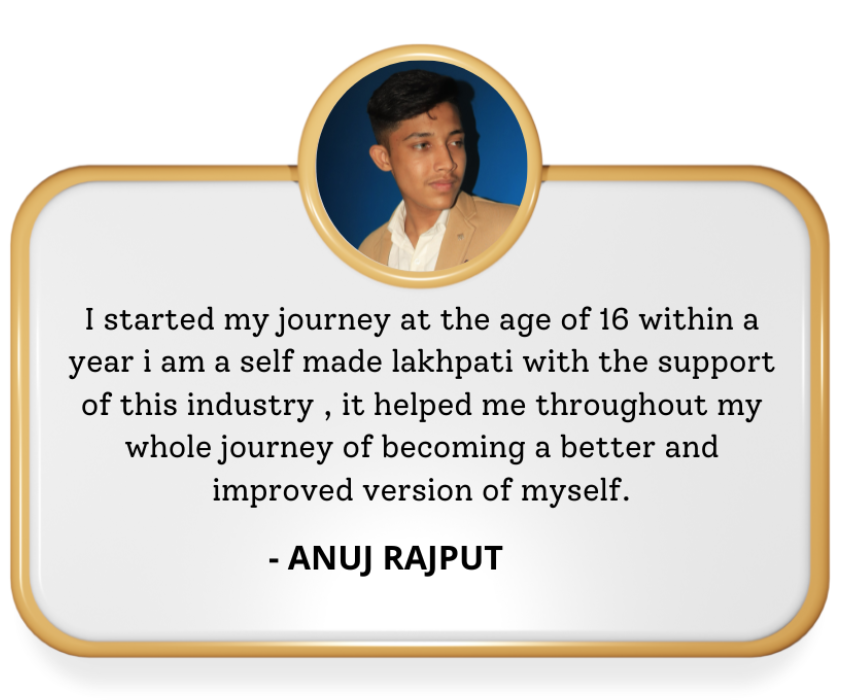 I started my journey at the age of 16 within a
year i am a self made lakhpati with the support
of this industry , it helped me throughout my
whole journey of becoming a better and
improved version of myself.
- ANUJ RAJPUT